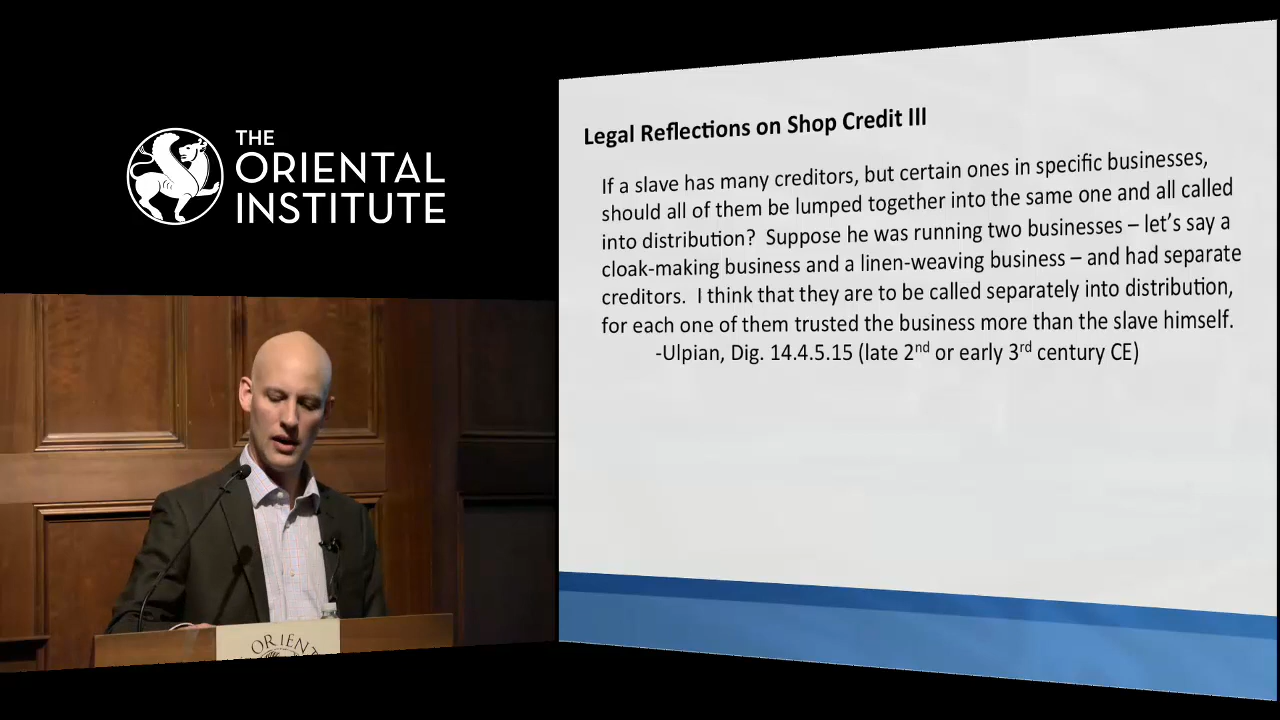 THE
ORIENTAL
INSTITUTE
Legal Reflections on Shop Credit III
If a slave has many creditors, but certain ones in specific businesses,
should all of them be lumped together into the same one and all called
into distribution?  Suppose he was running two businesses – let's say a
cloak-making business and a linen-weaving business – and had separate
creditors.  I think that they are to be called separately into distribution,
for each one of them trusted the business more than the slave himself.
-Ulpian, Dig. 14.4.5.15 (late 2nd or early 3rd century CE)